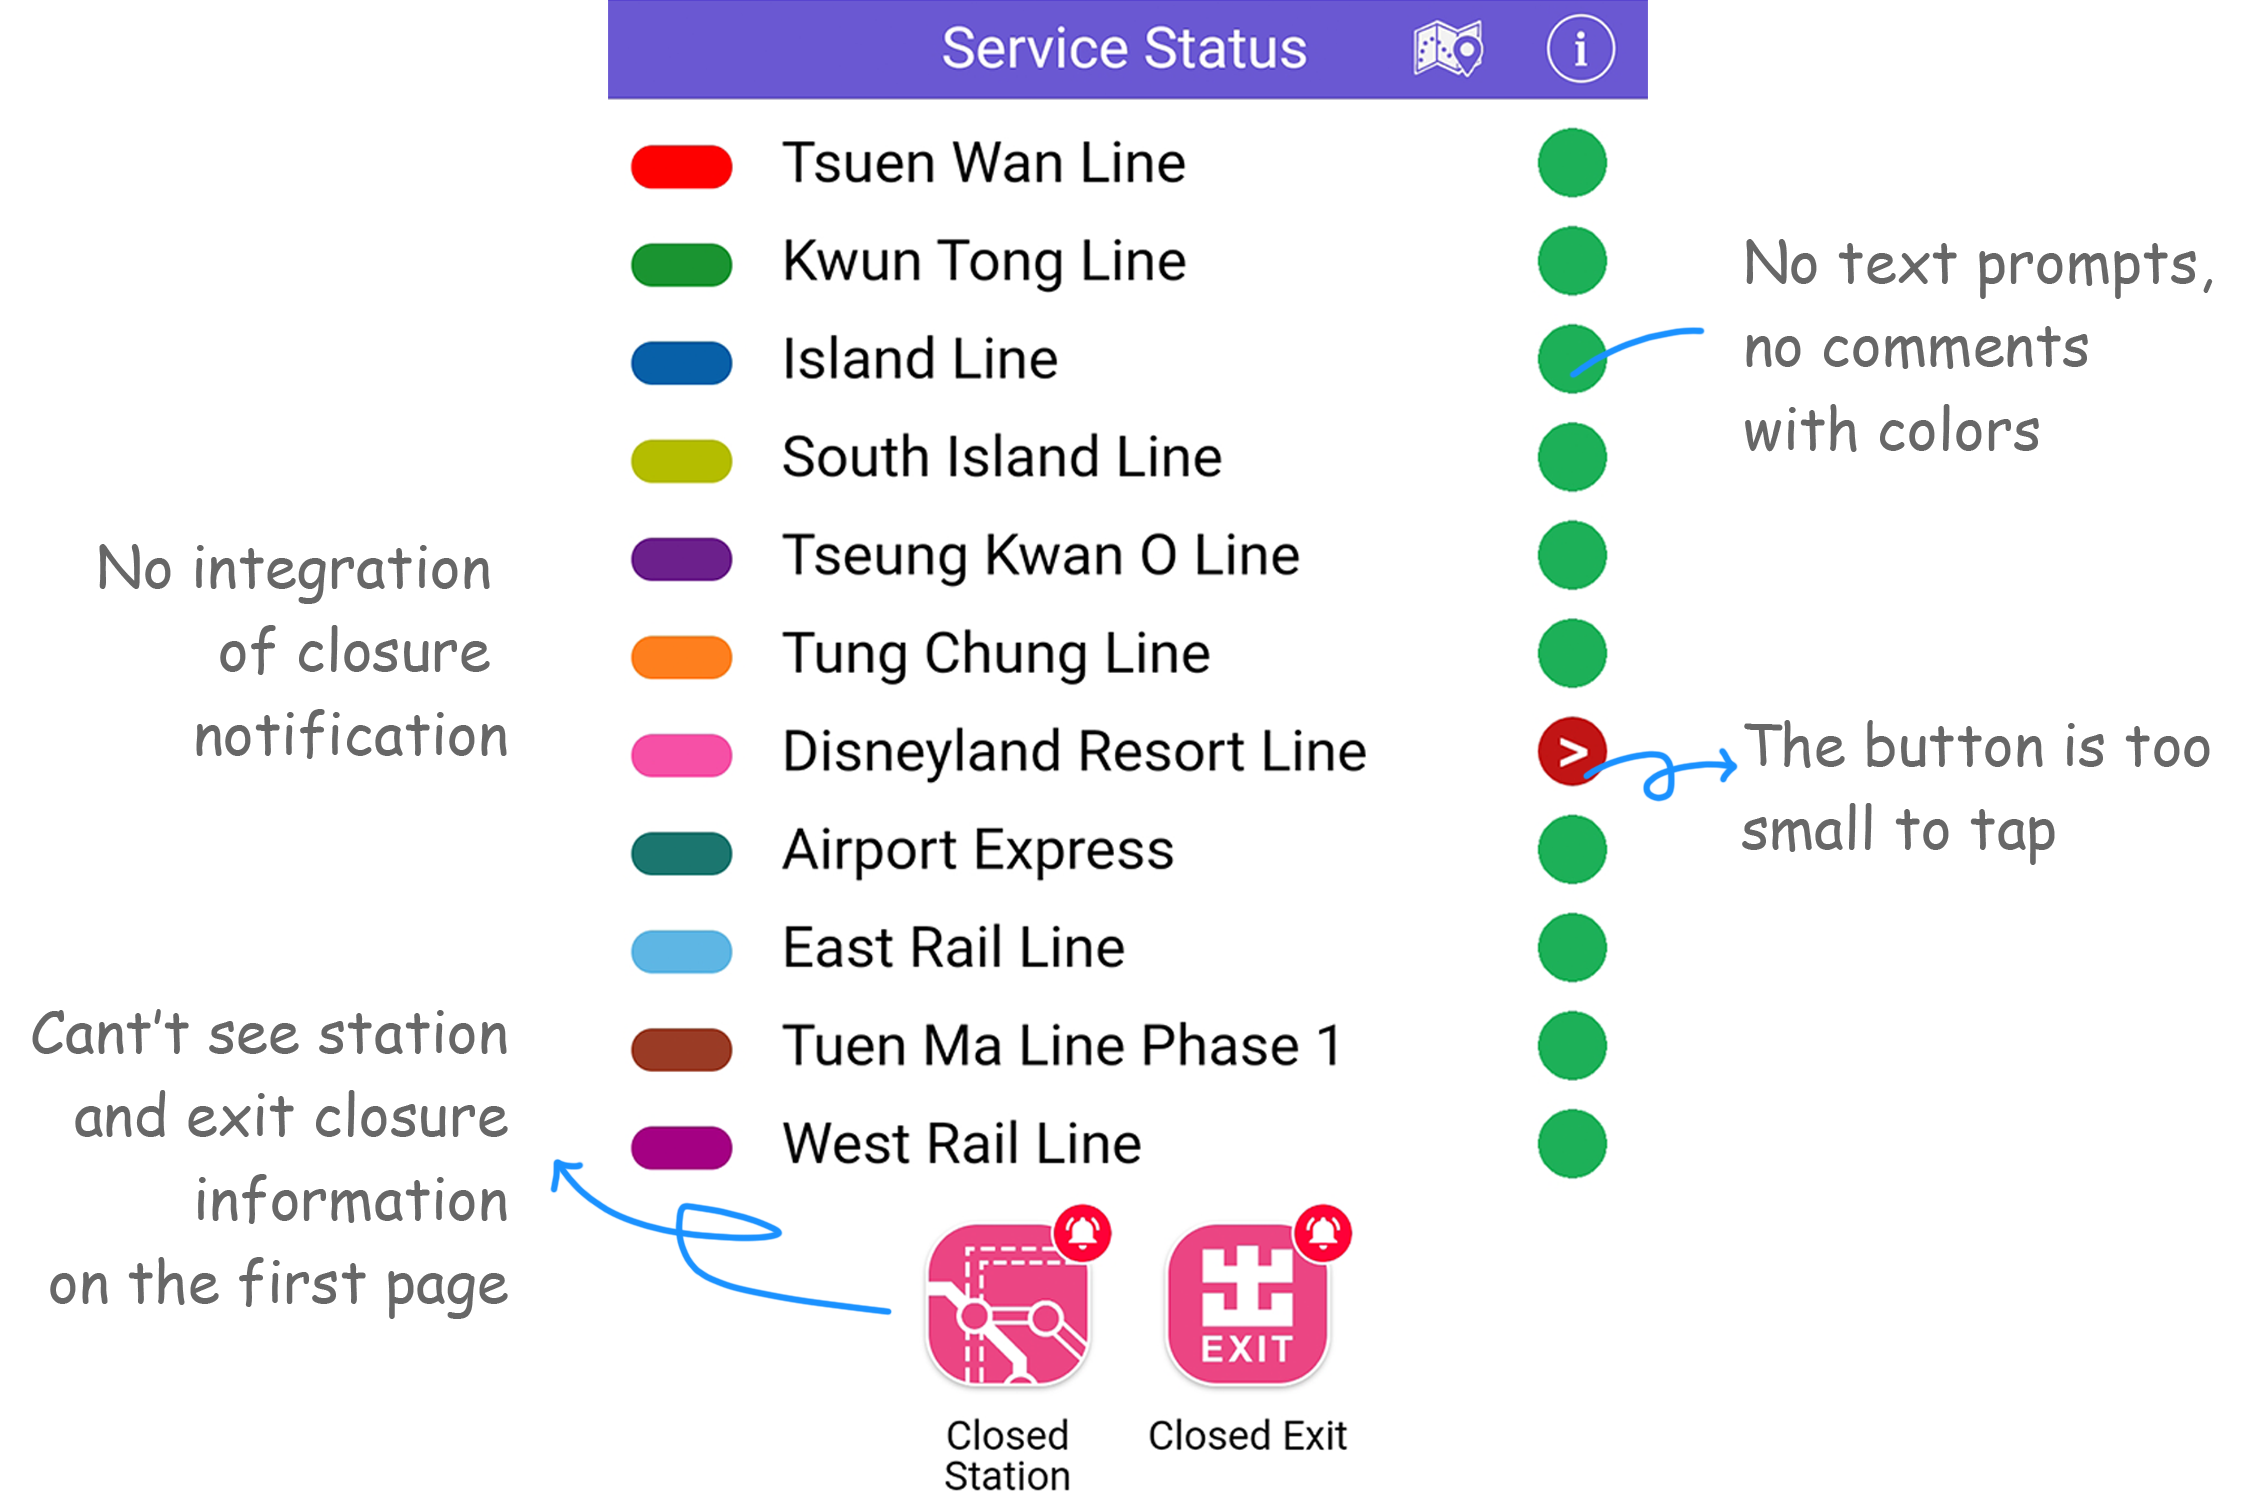 Service Status
i
Tsuen Wan Line
Kwun Tong Line
Island Line
South Island Line
Tseung Kwan O Line
Tung Chung Line
Disneyland Resort Line
>
Airport Express
East Rail Line
Tuen Ma Line Phase 1
West Rail Line
EXIT
Closed
Station
Closed Exit
No text prompts,
no comments
with colors
The button is too
small to tap
No integration
of closure
notification
Cant't see station
and exit closure
information
on the first page